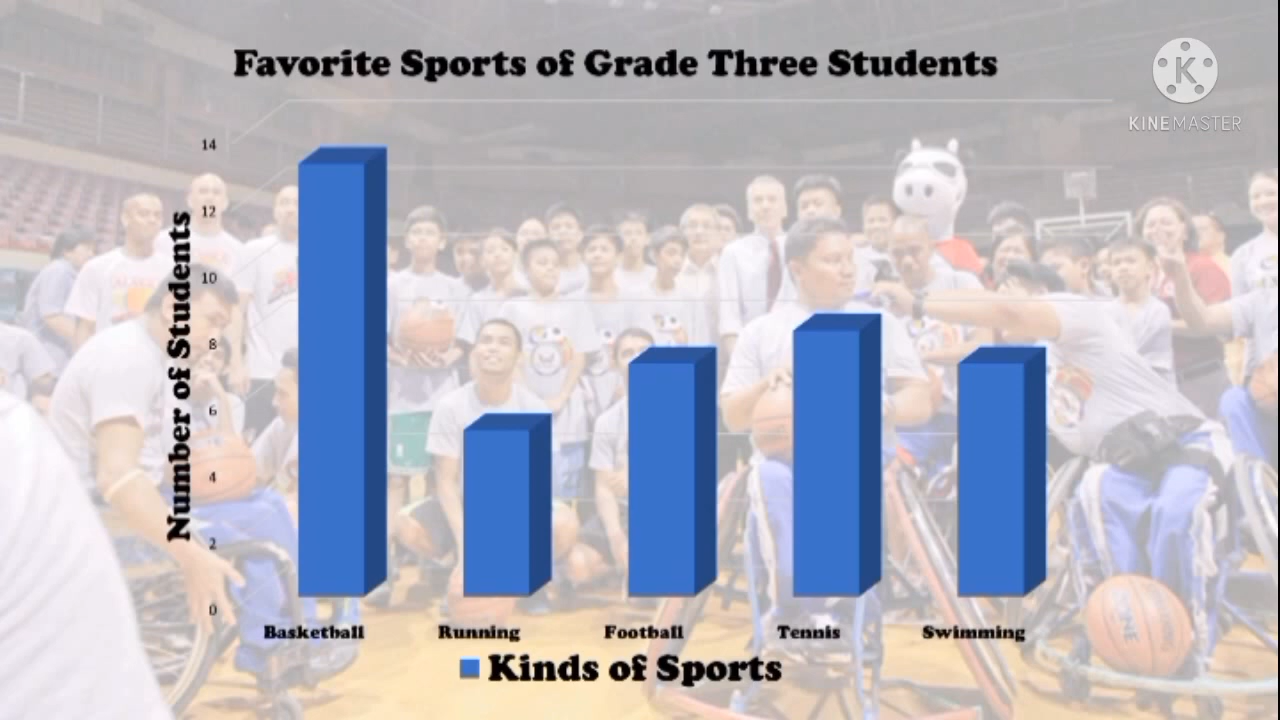 Favorite Sports of Grade Three Students
K
KINEMASTER
Number of Students
14
12
10
8
6
4
2
0
Basketball Running Football Tennis Swimming
Kinds of Sports